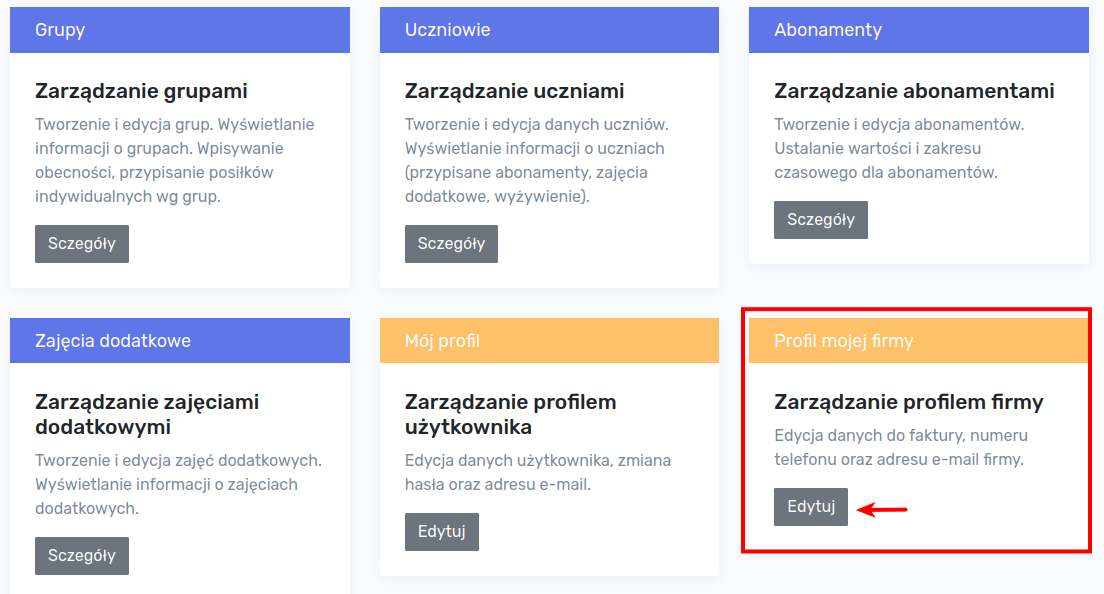 Grupy
Zarządzanie grupami
Tworzenie i edycja grup. Wyświetlanie
informacji o grupach. Wpisywanie
obecności, przypisanie posiłków
indywidualnych wg grup.
Sczegóły
Uczniowie
Zarządzanie uczniami
Tworzenie i edycja danych uczniów.
Wyświetlanie informacji o uczniach
(przypisane abonamenty, zajęcia
dodatkowe, wyżywienie).
Sczegóły
Abonamenty
Zarządzanie abonamentami
Tworzenie i edycja abonamentów.
Ustalanie wartości i zakresu
czasowego dla abonamentów.
Sczegóły
Zajęcia dodatkowe
Zarządzanie zajęciami
dodatkowymi
Tworzenie i edycja zajęć dodatkowych.
Wyświetlanie informacji o zajęciach
dodatkowych.
Sczegóły
Mój profil
Zarządzanie profilem
użytkownika
Edycja danych użytkownika, zmiana
hasła oraz adresu e-mail.
Edytuj
Profil mojej firmy
Zarządzanie profilem firmy
Edycja danych do faktury, numeru
telefonu oraz adresu e-mail firmy.
Edytuj